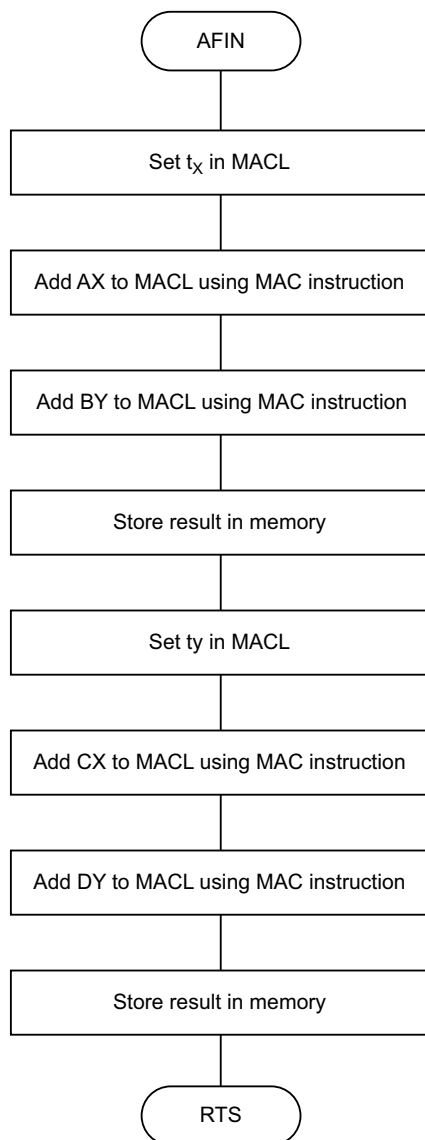 AFIN
Set tX in MACL
Add AX to MACL using MAC instruction
Add BY to MACL using MAC instruction
Store result in memory
Set ty in MACL
Add CX to MACL using MAC instruction
Add DY to MACL using MAC instruction
Store result in memory
RTS